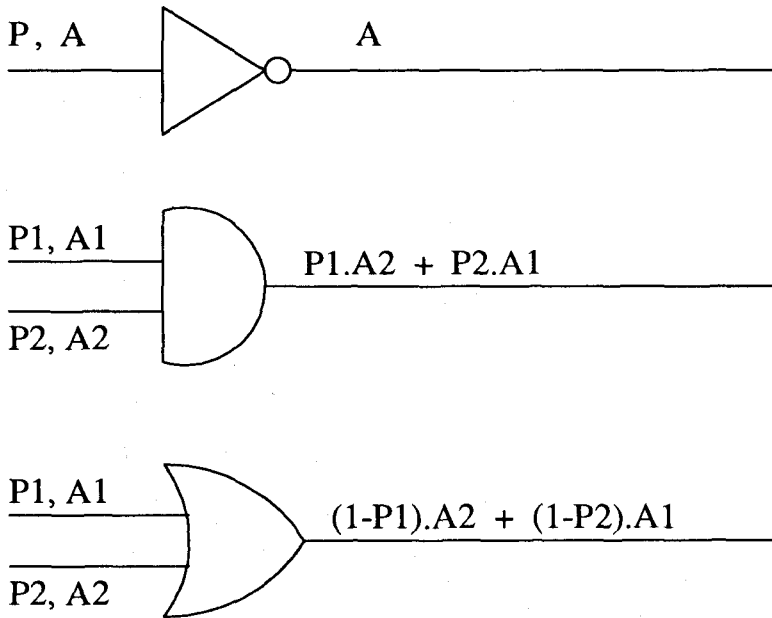 P, A
A
P1, A1
P1.A2 + P2.A1
P2, A2
P1, A1
(1-P1).A2 + (1-P2).A1
P2, A2